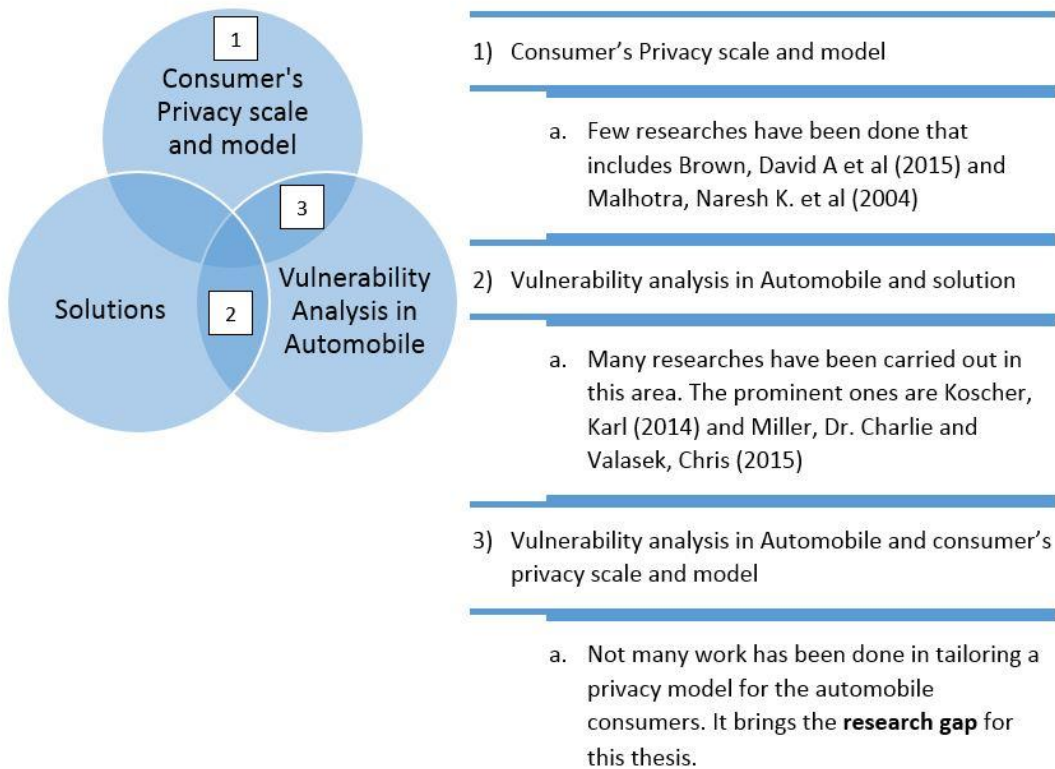 1
Consumer's
Privacy scale
and model
3
Solutions
2
Vulnerability
Analysis in
Automobile
1) Consumer’s Privacy scale and model
a. Few researches have been done that
includes Brown, David A et al (2015) and
Malhotra, Naresh K. et al (2004)
2) Vulnerability analysis in Automobile and solution
a. Many researches have been carried out in
this area. The prominent ones are Koscher,
Karl (2014) and Miller, Dr. Charlie and
Valasek, Chris (2015)
3) Vulnerability analysis in Automobile and consumer’s
privacy scale and model
a. Not many work has been done in tailoring a
privacy model for the automobile
consumers. It brings the research gap for
this thesis.